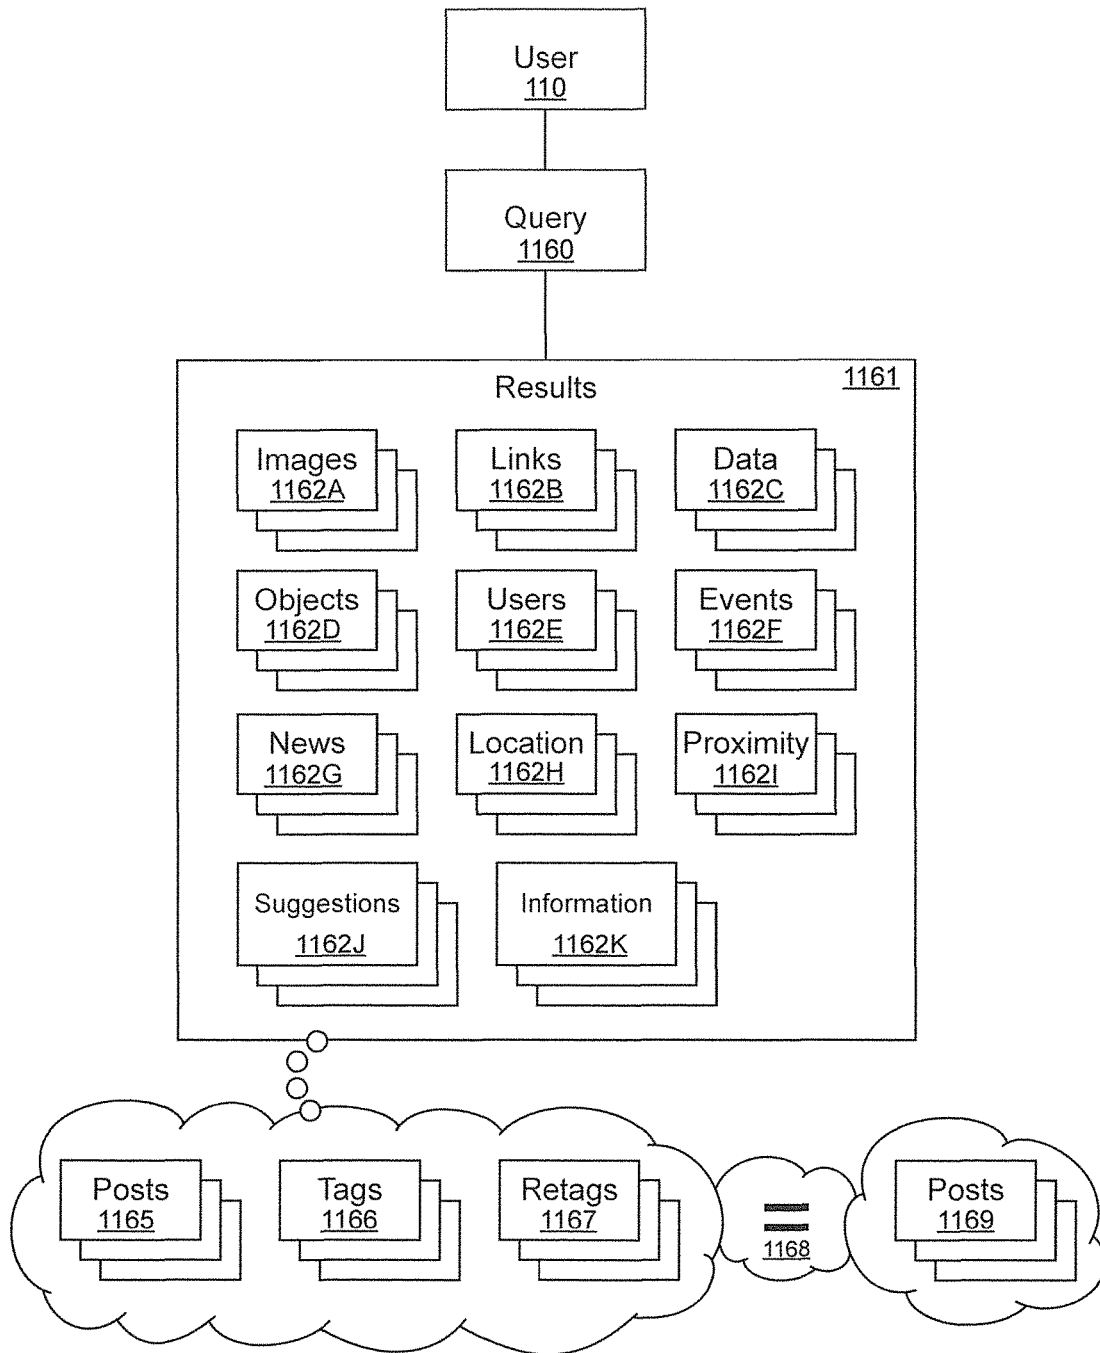 User
110
Query
1160
Results
1161
Images
1162A
Links
1162B
Data
1162C
Objects
1162D
Users
1162E
Events
1162F
News
1162G
Location
1162H
Proximity
1162I
Suggestions
1162J
Information
1162K
Posts
1165
Tags
1166
Retags
1167
=
1168
Posts
1169